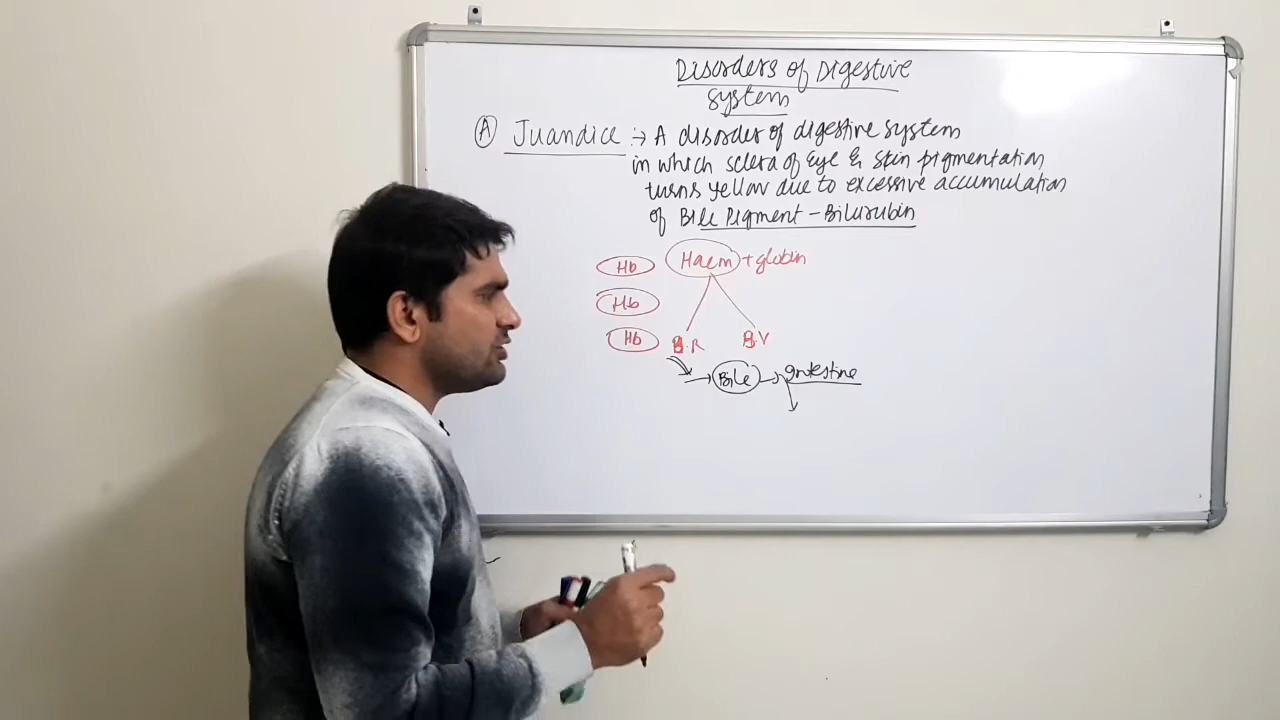 Disorders of Digestive
system
A Juandice :→ A disorder of digestive system
in which sclera of Eye & skin pigmentation
turns yellow due to excessive accumulation
of Bile Pigment - Bilirubin
Hb Haem + globin
Hb
Hb B.R B.V
→ Bile → Intestine